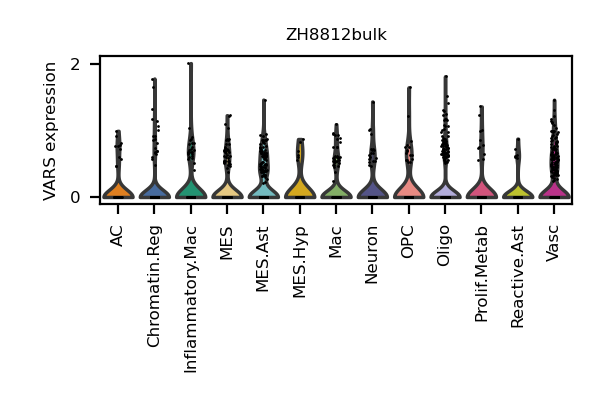 ZH8812bulk
VARS expression
2
0
AC
Chromatin.Reg
Inflammatory.Mac
MES
MES.Ast
MES.Hyp
Mac
Neuron
OPC
Oligo
Prolif.Metab
Reactive.Ast
Vasc